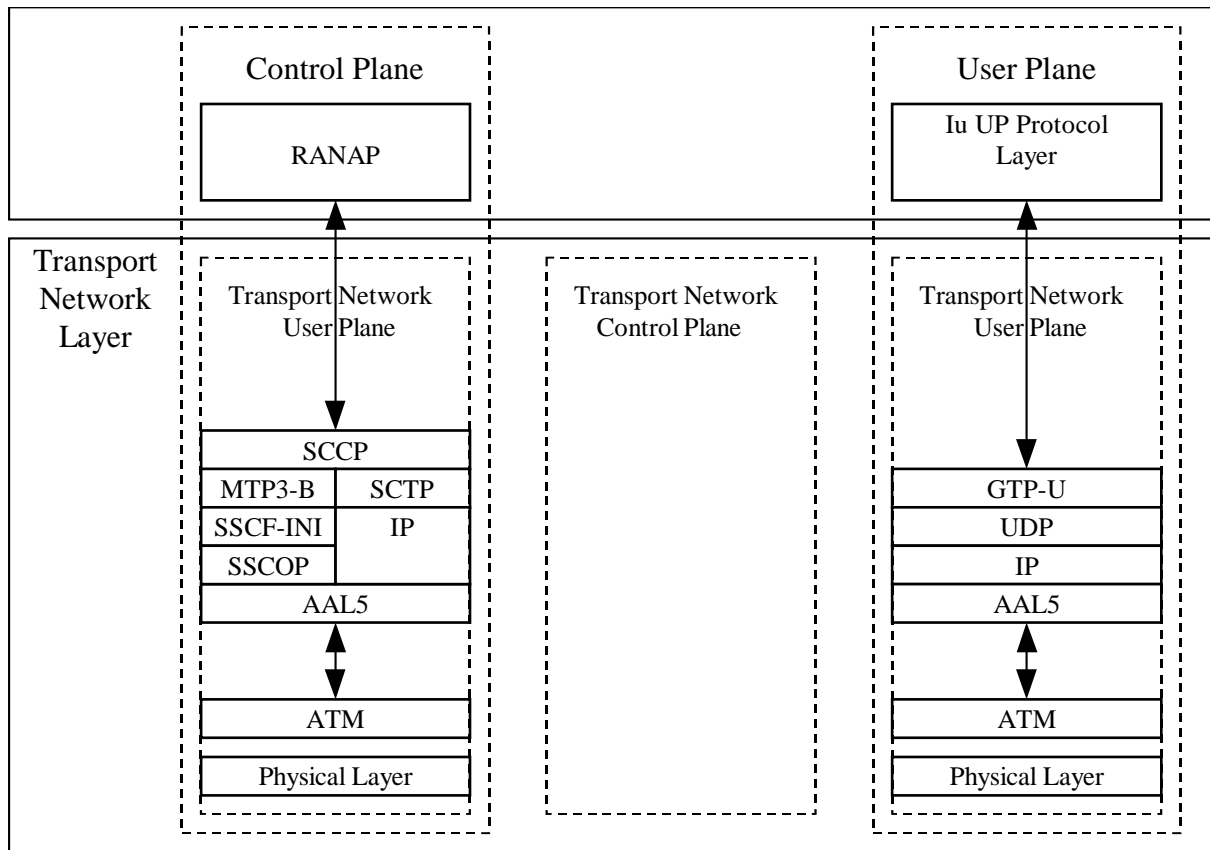 Control Plane
User Plane
RANAP
Iu UP Protocol
Layer
Transport
Network
Layer
Transport Network
User Plane
Transport Network
Control Plane
Transport Network
User Plane
SCCP
MTP3-B
SCTP
SSCF-INI
IP
SSCOP
AAL5
GTP-U
UDP
IP
AAL5
ATM
ATM
Physical Layer
Physical Layer